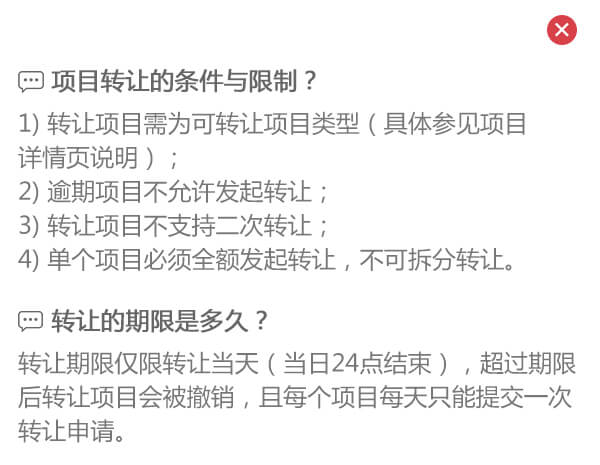 项目转让的条件与限制？
1) 转让项目需为可转让项目类型（具体参见项目
详情页说明）；
2) 逾期项目不允许发起转让；
3) 转让项目不支持二次转让；
4) 单个项目必须全额发起转让，不可拆分转让。
转让的期限是多久？
转让期限仅限转让当天（当日24点结束），超过期限
后转让项目会被撤销，且每个项目每天只能提交一次
转让申请。